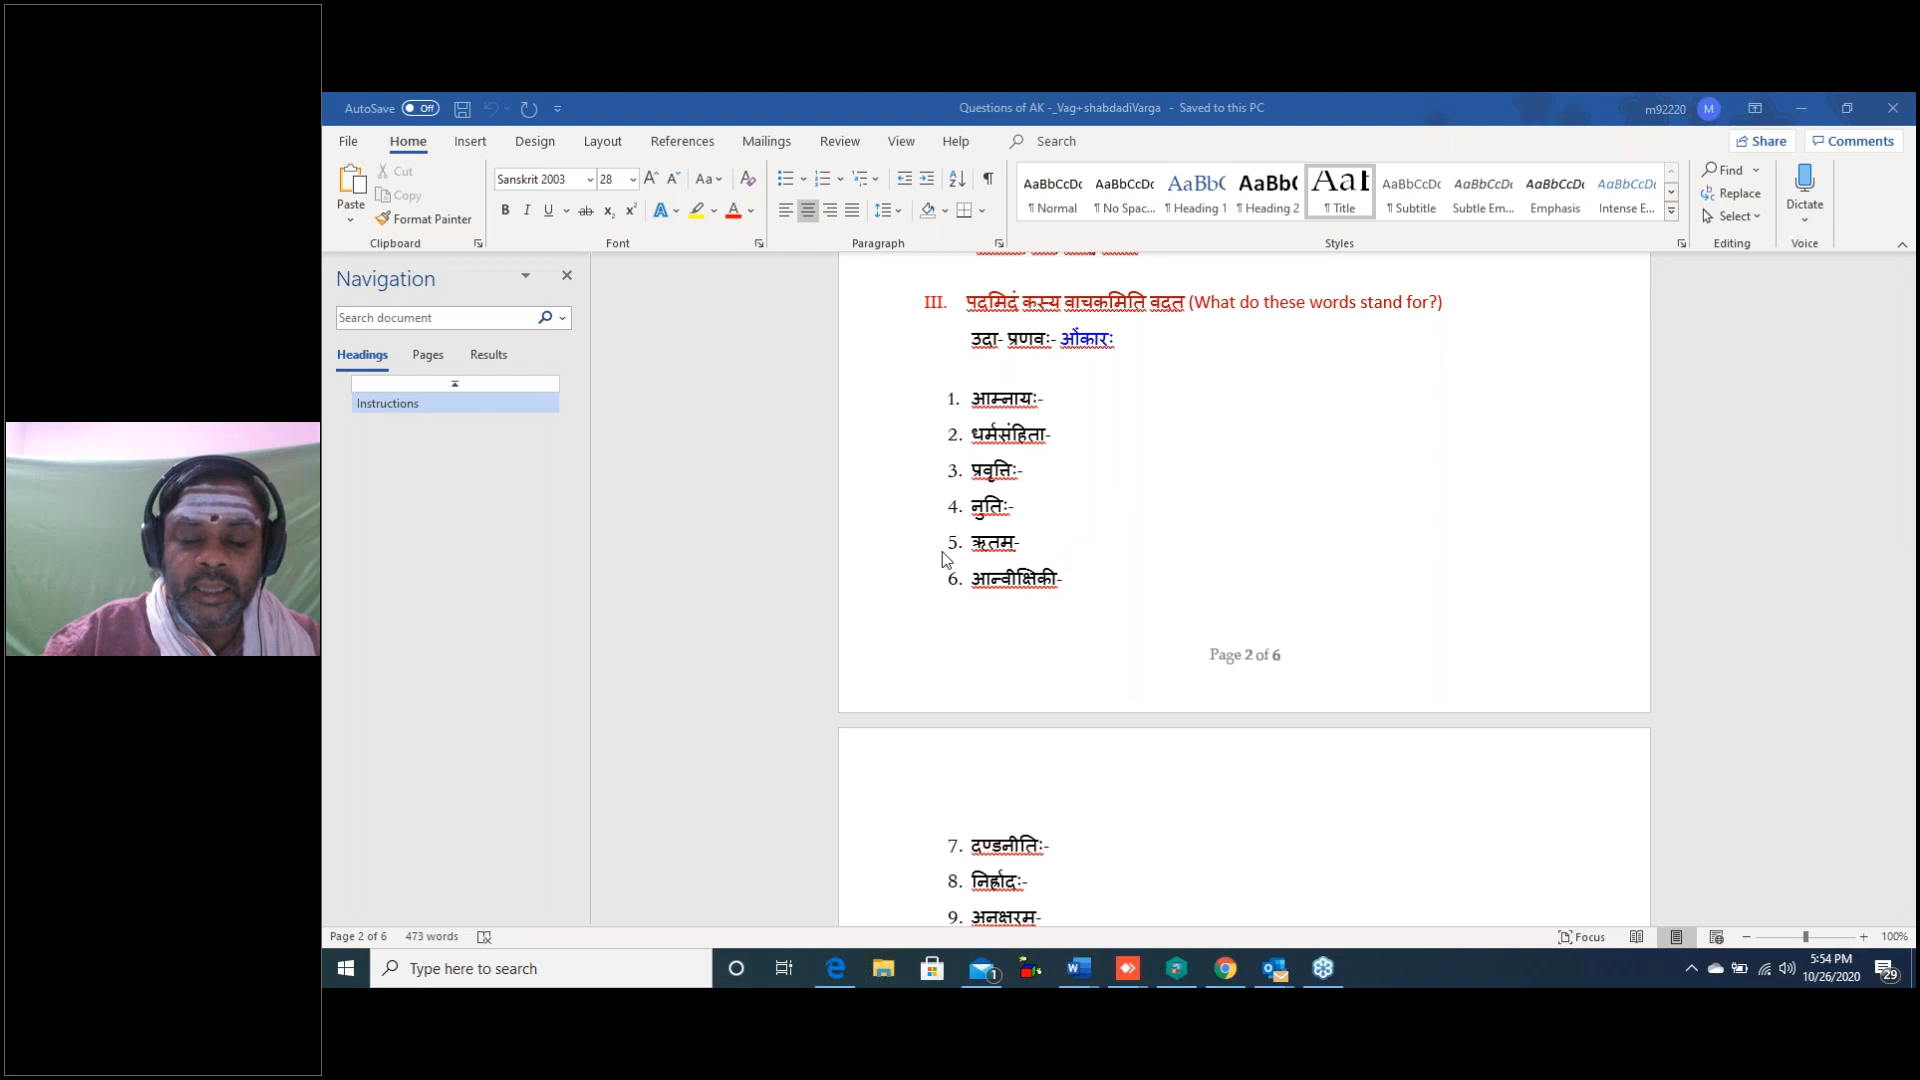 AutoSave Off
Questions of AK -_Vag+shabdadiVarga - Saved to this PC
m92220 M
File Home Insert Design Layout References Mailings Review View Help Search
Share Comments
Paste
Cut
Copy
Format Painter
Clipboard
Sanskrit 2003 28
Font
Paragraph
AaBbCcDc AaBbCcDc AaBbC AaBbC AaI AaBbCcDc AaBbCcDc AaBbCcDc AaBbCcDc
¶ Normal ¶ No Spac... ¶ Heading 1 ¶ Heading 2 ¶ Title ¶ Subtitle Subtle Em... Emphasis Intense E...
Styles
Find
Replace
Select
Editing
Dictate
Voice
Navigation
Search document
Headings Pages Results
Instructions
III. पदमिदं कस्य वाचकमिति वदत (What do these words stand for?)
उदा- प्रणवः- ओंकारः
1. आम्नायः-
2. धर्मसंहिता-
3. प्रवृत्तिः-
4. नुतिः-
5. ऋतम-
6. आन्वीक्षिकी-
Page 2 of 6
7. दण्डनीतिः-
8. निर्ह्रादः-
9. अनक्षरम-
Page 2 of 6 473 words
Focus
100%
Type here to search
1
5:54 PM
10/26/2020
29